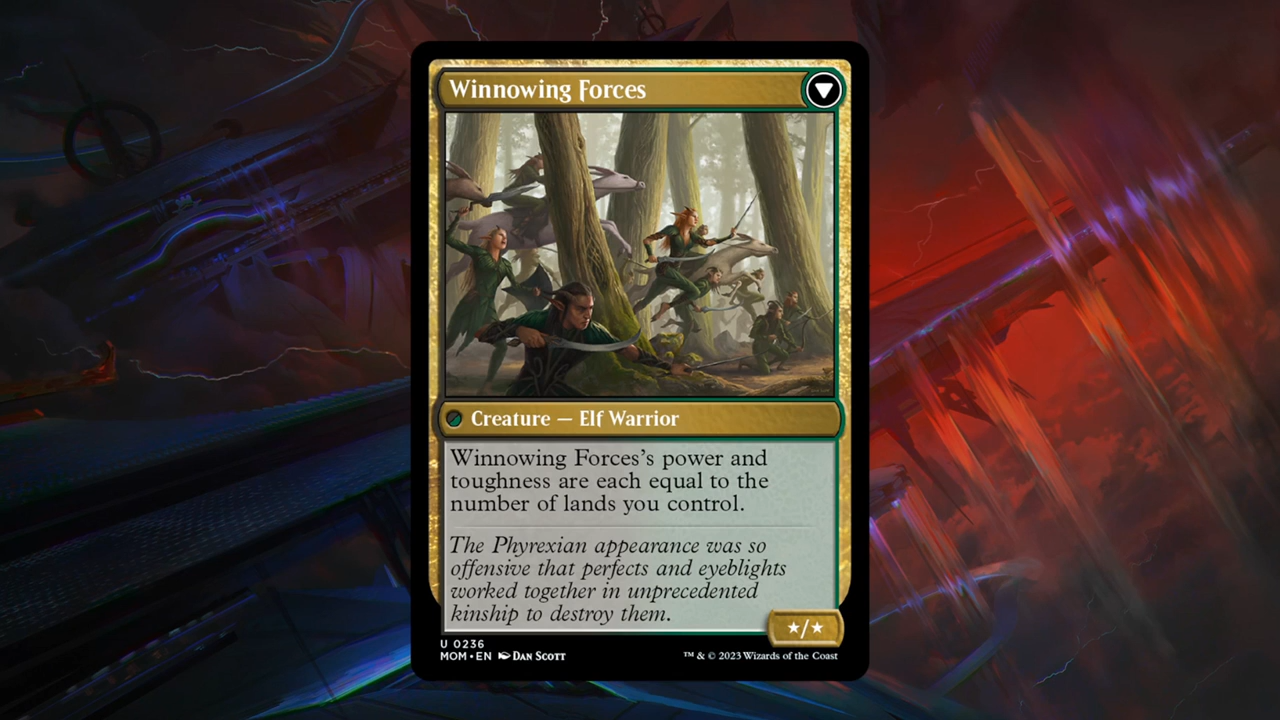 Winnowing Forces
Creature — Elf Warrior
Winnowing Forces's power and
toughness are each equal to the
number of lands you control.
The Phyrexian appearance was so
offensive that perfects and eyeblights
worked together in unprecedented
kinship to destroy them.
★/★
U 0236
MOM • EN Dan Scott
™ & © 2023 Wizards of the Coast